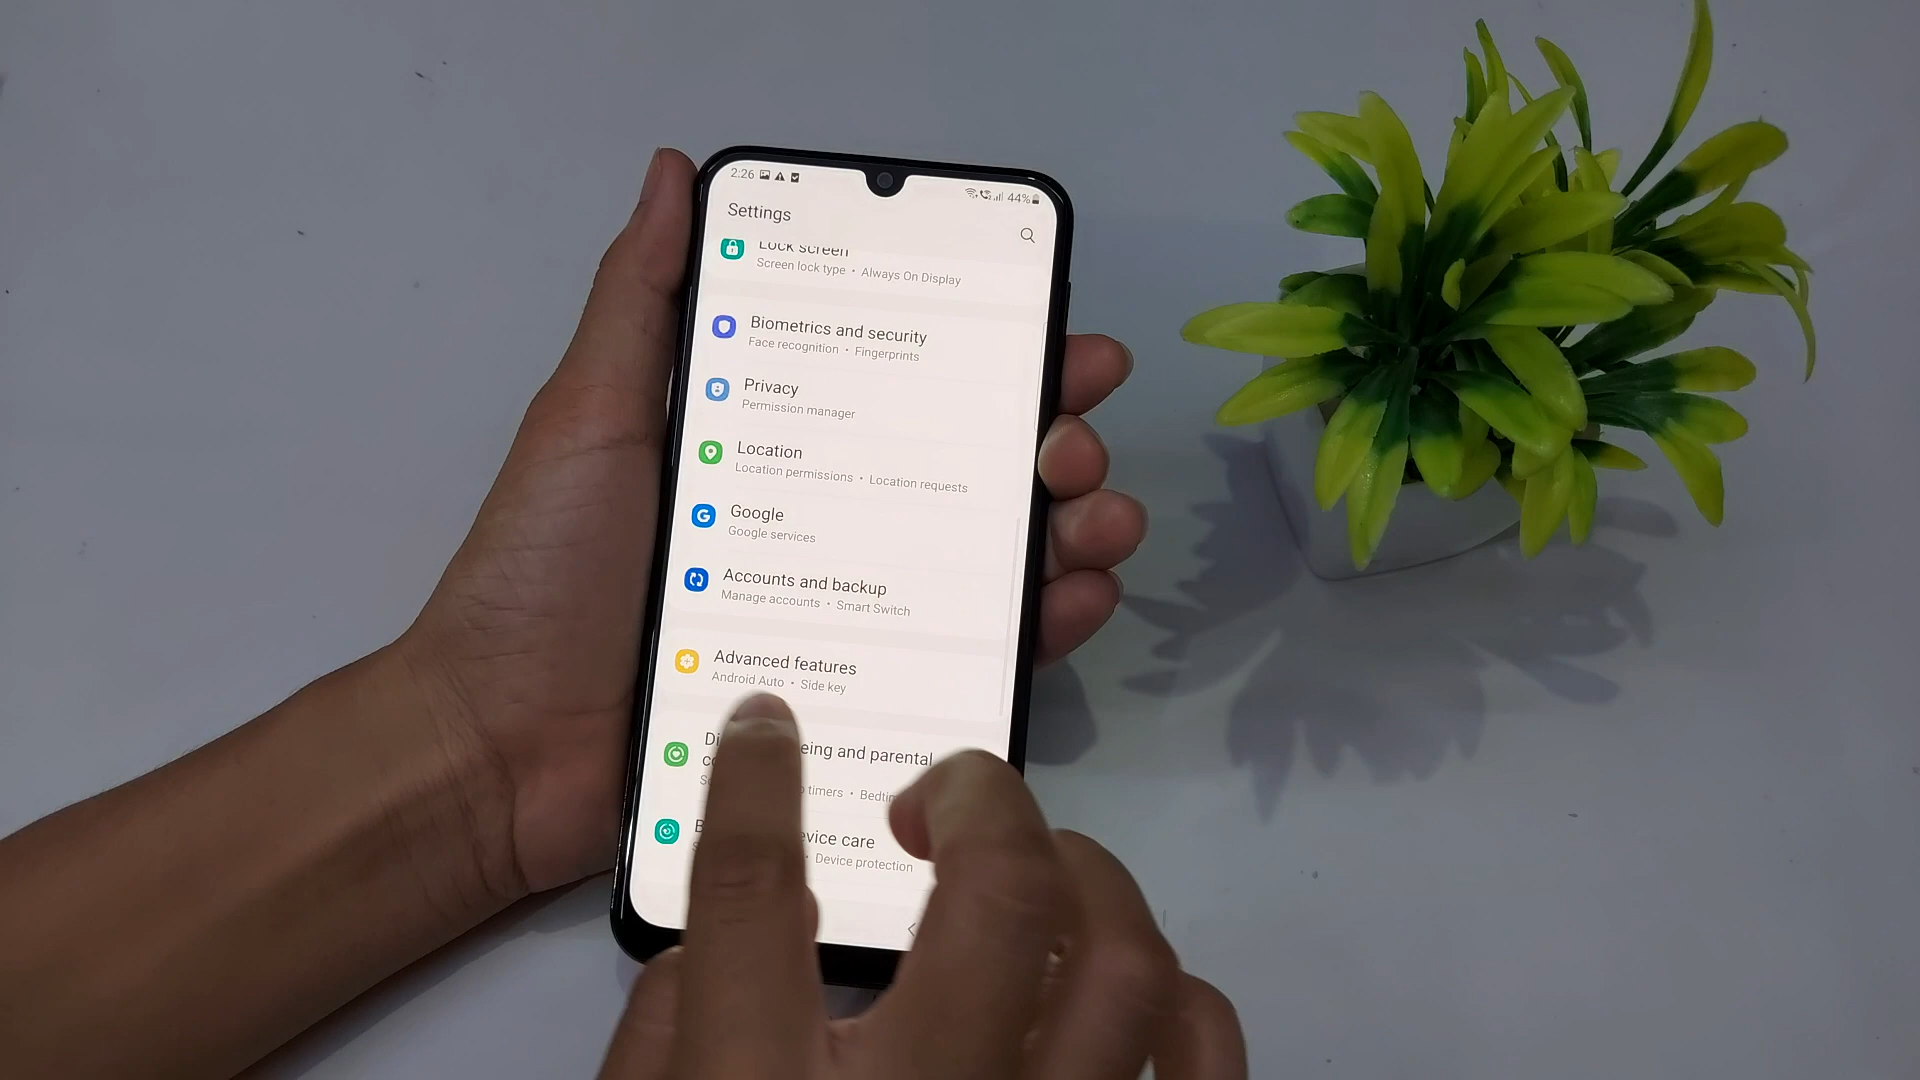 2:26
44%
Settings
Lock screen
Screen lock type • Always On Display
Biometrics and security
Face recognition • Fingerprints
Privacy
Permission manager
Location
Location permissions • Location requests
Google
Google services
Accounts and backup
Manage accounts • Smart Switch
Advanced features
Android Auto • Side key
and parental
timers •
care
• Device protection